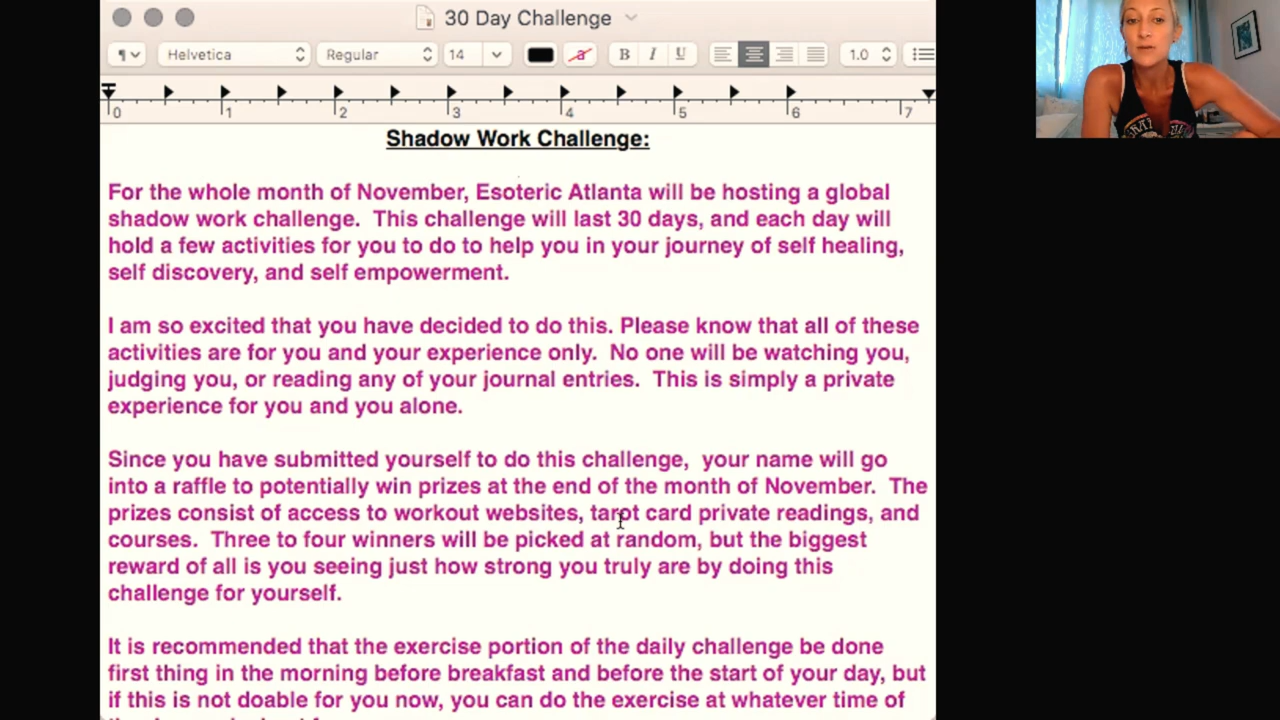 30 Day Challenge
Helvetica Regular 14 a B I U 1.0
0 1 2 3 4 5 6 7
Shadow Work Challenge:
For the whole month of November, Esoteric Atlanta will be hosting a global
shadow work challenge.  This challenge will last 30 days, and each day will
hold a few activities for you to do to help you in your journey of self healing,
self discovery, and self empowerment.
I am so excited that you have decided to do this. Please know that all of these
activities are for you and your experience only.  No one will be watching you,
judging you, or reading any of your journal entries.  This is simply a private
experience for you and you alone.
Since you have submitted yourself to do this challenge,  your name will go
into a raffle to potentially win prizes at the end of the month of November.  The
prizes consist of access to workout websites, tarot card private readings, and
courses.  Three to four winners will be picked at random, but the biggest
reward of all is you seeing just how strong you truly are by doing this
challenge for yourself.
It is recommended that the exercise portion of the daily challenge be done
first thing in the morning before breakfast and before the start of your day, but
if this is not doable for you now, you can do the exercise at whatever time of